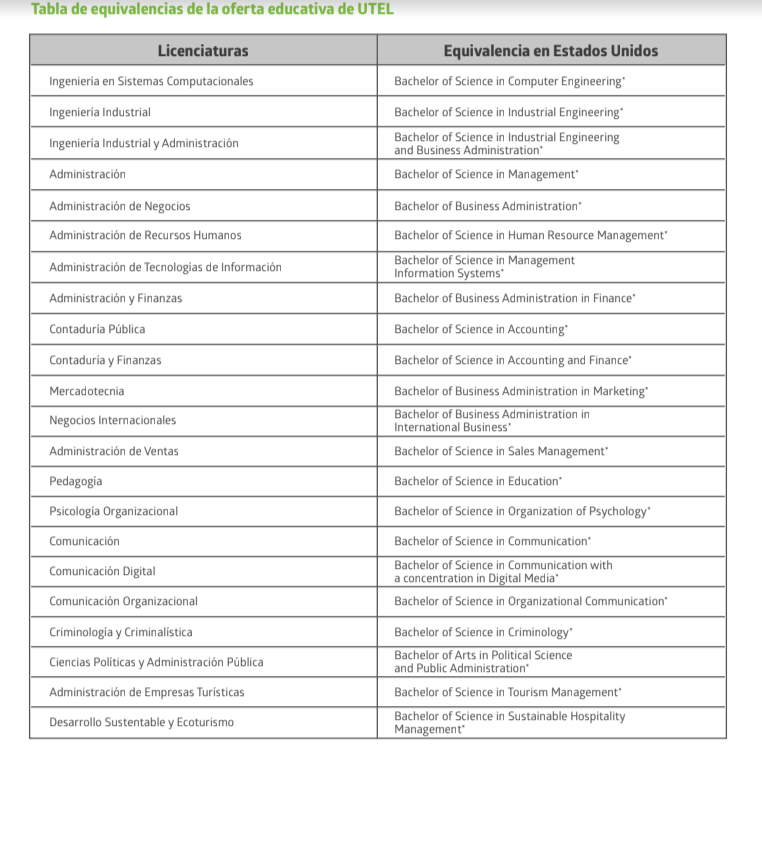 Tabla de equivalencias de la oferta educativa de UTEL
Licenciaturas Equivalencia en Estados Unidos
Ingeniería en Sistemas Computacionales Bachelor of Science in Computer Engineering*
Ingeniería Industrial Bachelor of Science in Industrial Engineering*
Ingeniería Industrial y Administración Bachelor of Science in Industrial Engineering
and Business Administration*
Administración Bachelor of Science in Management*
Administración de Negocios Bachelor of Business Administration*
Administración de Recursos Humanos Bachelor of Science in Human Resource Management*
Administración de Tecnologías de Información Bachelor of Science in Management
Information Systems*
Administración y Finanzas Bachelor of Business Administration in Finance*
Contaduría Pública Bachelor of Science in Accounting*
Contaduría y Finanzas Bachelor of Science in Accounting and Finance*
Mercadotecnia Bachelor of Business Administration in Marketing*
Negocios Internacionales Bachelor of Business Administration in
International Business*
Administración de Ventas Bachelor of Science in Sales Management*
Pedagogía Bachelor of Science in Education*
Psicología Organizacional Bachelor of Science in Organization of Psychology*
Comunicación Bachelor of Science in Communication*
Comunicación Digital Bachelor of Science in Communication with
a concentration in Digital Media*
Comunicación Organizacional Bachelor of Science in Organizational Communication*
Criminología y Criminalística Bachelor of Science in Criminology*
Ciencias Políticas y Administración Pública Bachelor of Arts in Political Science
and Public Administration*
Administración de Empresas Turísticas Bachelor of Science in Tourism Management*
Desarrollo Sustentable y Ecoturismo Bachelor of Science in Sustainable Hospitality
Management*